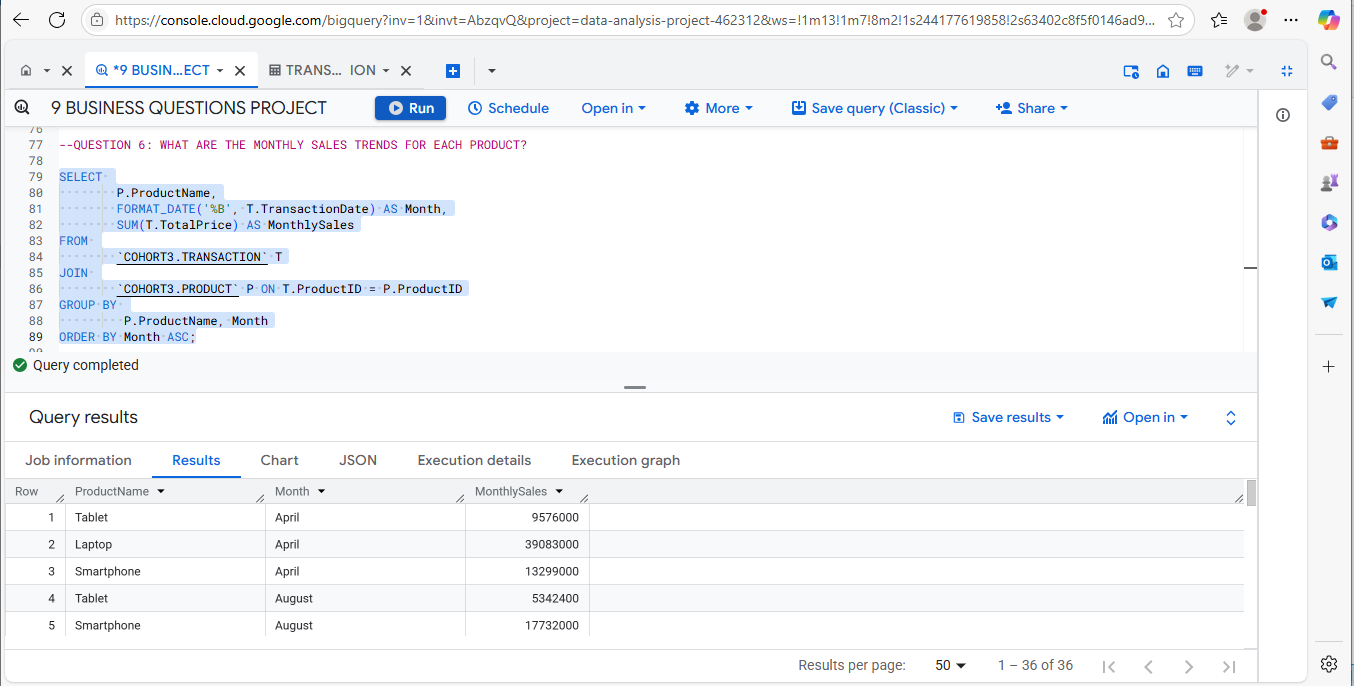 https://console.cloud.google.com/bigquery?inv=1&invt=AbzqvQ&project=data-analysis-project-462312&ws=!1m13!1m7!8m2!1s244177619858!2s63402c8f5f0146ad9...
*9 BUSIN...ECT
TRANS... ION
9 BUSINESS QUESTIONS PROJECT
Run
Schedule
Open in
More
Save query (Classic)
Share
76
77 --QUESTION 6: WHAT ARE THE MONTHLY SALES TRENDS FOR EACH PRODUCT?
78
79 SELECT
80 P.ProductName,
81 FORMAT_DATE('%B', T.TransactionDate) AS Month,
82 SUM(T.TotalPrice) AS MonthlySales
83 FROM
84 `COHORT3.TRANSACTION` T
85 JOIN
86 `COHORT3.PRODUCT` P ON T.ProductID = P.ProductID
87 GROUP BY
88 P.ProductName, Month
89 ORDER BY Month ASC;
90
Query completed
Query results
Save results
Open in
Job information
Results
Chart
JSON
Execution details
Execution graph
Row ProductName Month MonthlySales
1 Tablet April 9576000
2 Laptop April 39083000
3 Smartphone April 13299000
4 Tablet August 5342400
5 Smartphone August 17732000
Results per page: 50 1 – 36 of 36